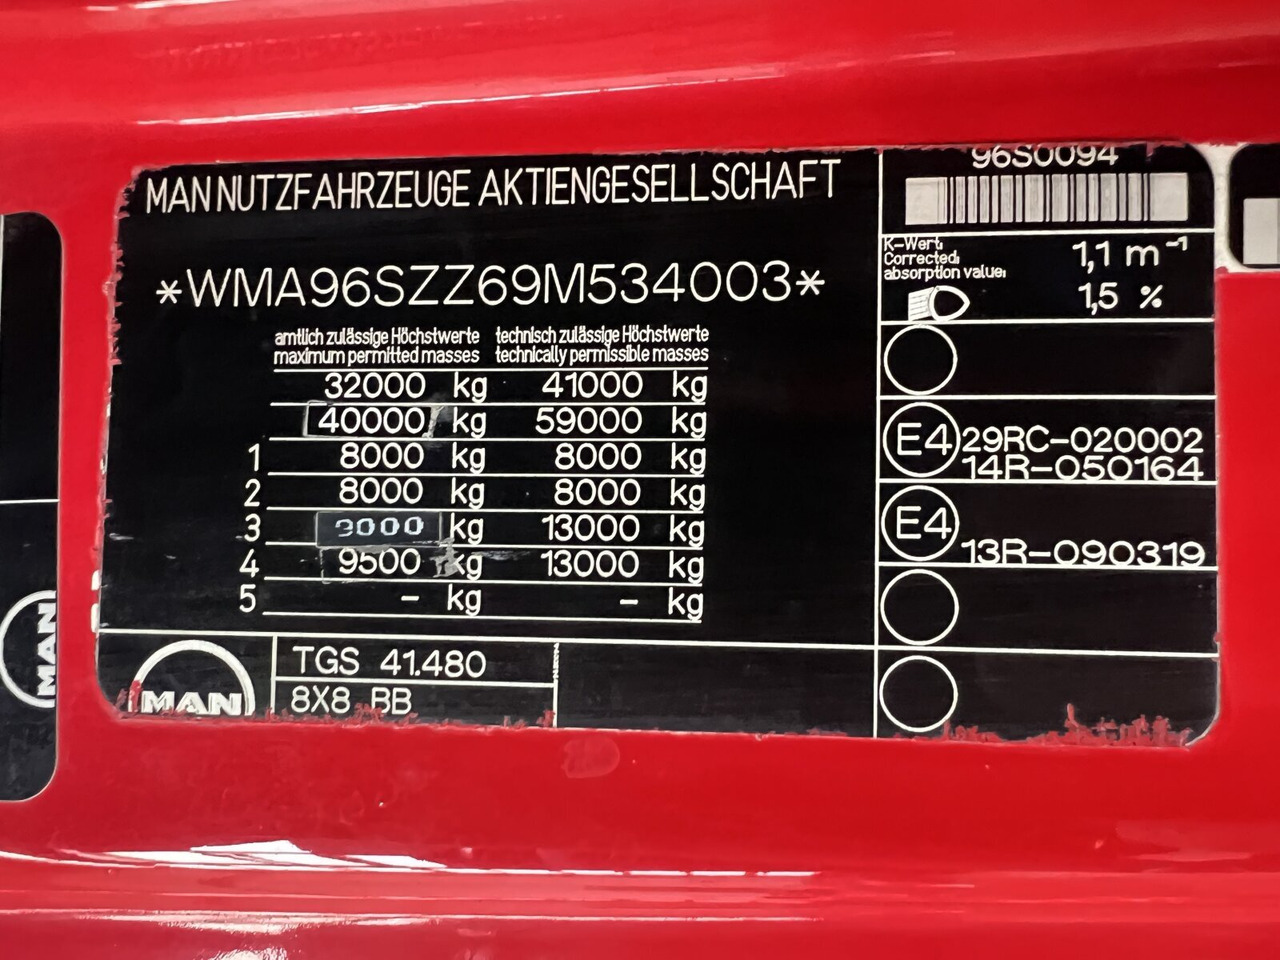 MAN NUTZFAHRZEUGE AKTIENGESELLSCHAFT
*WMA96SZZ69M534003*
amtlich zulässige Höchstwerte technisch zulässige Höchstwerte
maximum permitted masses technically permissible masses
32000 kg 41000 kg
40000 kg 59000 kg
1 8000 kg 8000 kg
2 8000 kg 8000 kg
3 9000 kg 13000 kg
4 9500 kg 13000 kg
5 - kg - kg
MAN
TGS 41.480
8X8 BB
96S0094
K-Wert:
Corrected:
absorption value:
1,1 m⁻¹
1,5 %
E4 29RC-020002
14R-050164
E4
13R-090319
MAN